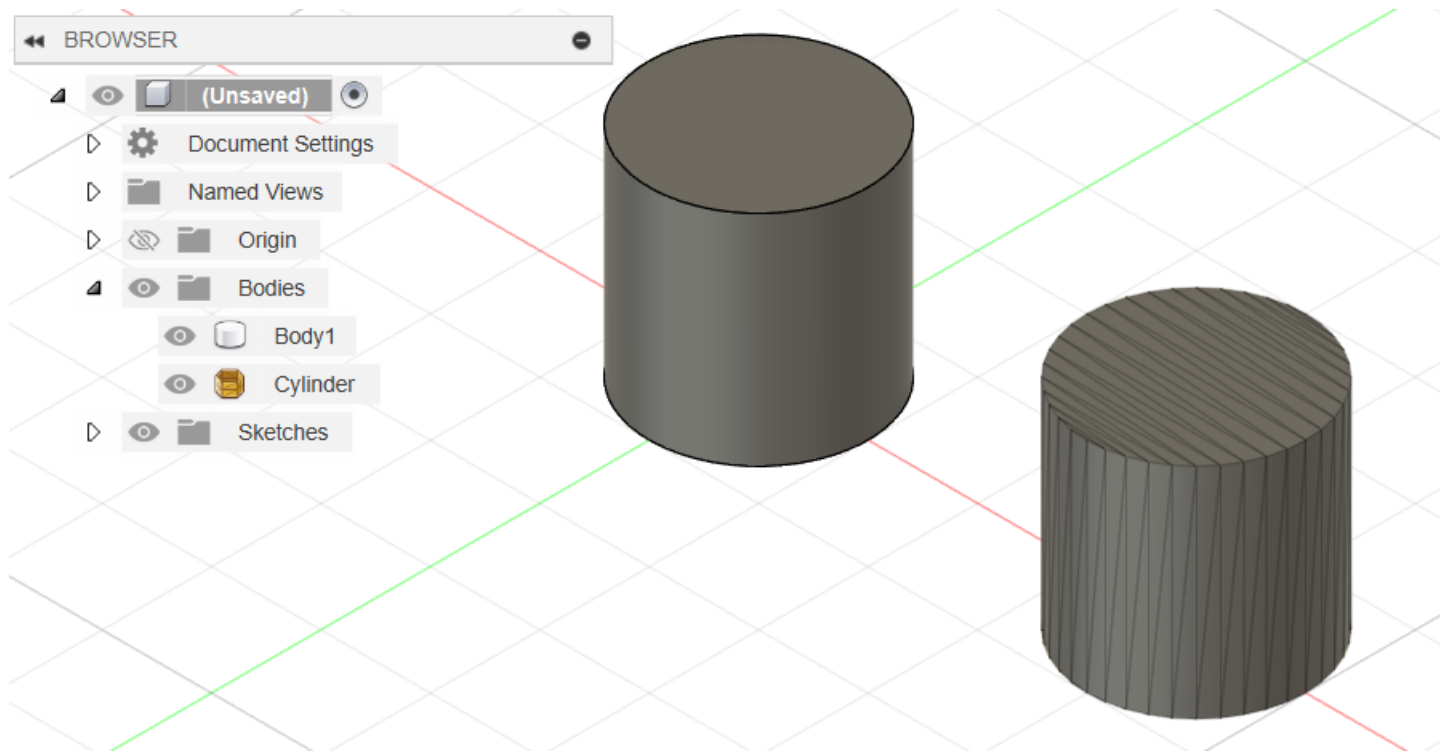 BROWSER
(Unsaved)
Document Settings
Named Views
Origin
Bodies
Body1
Cylinder
Sketches